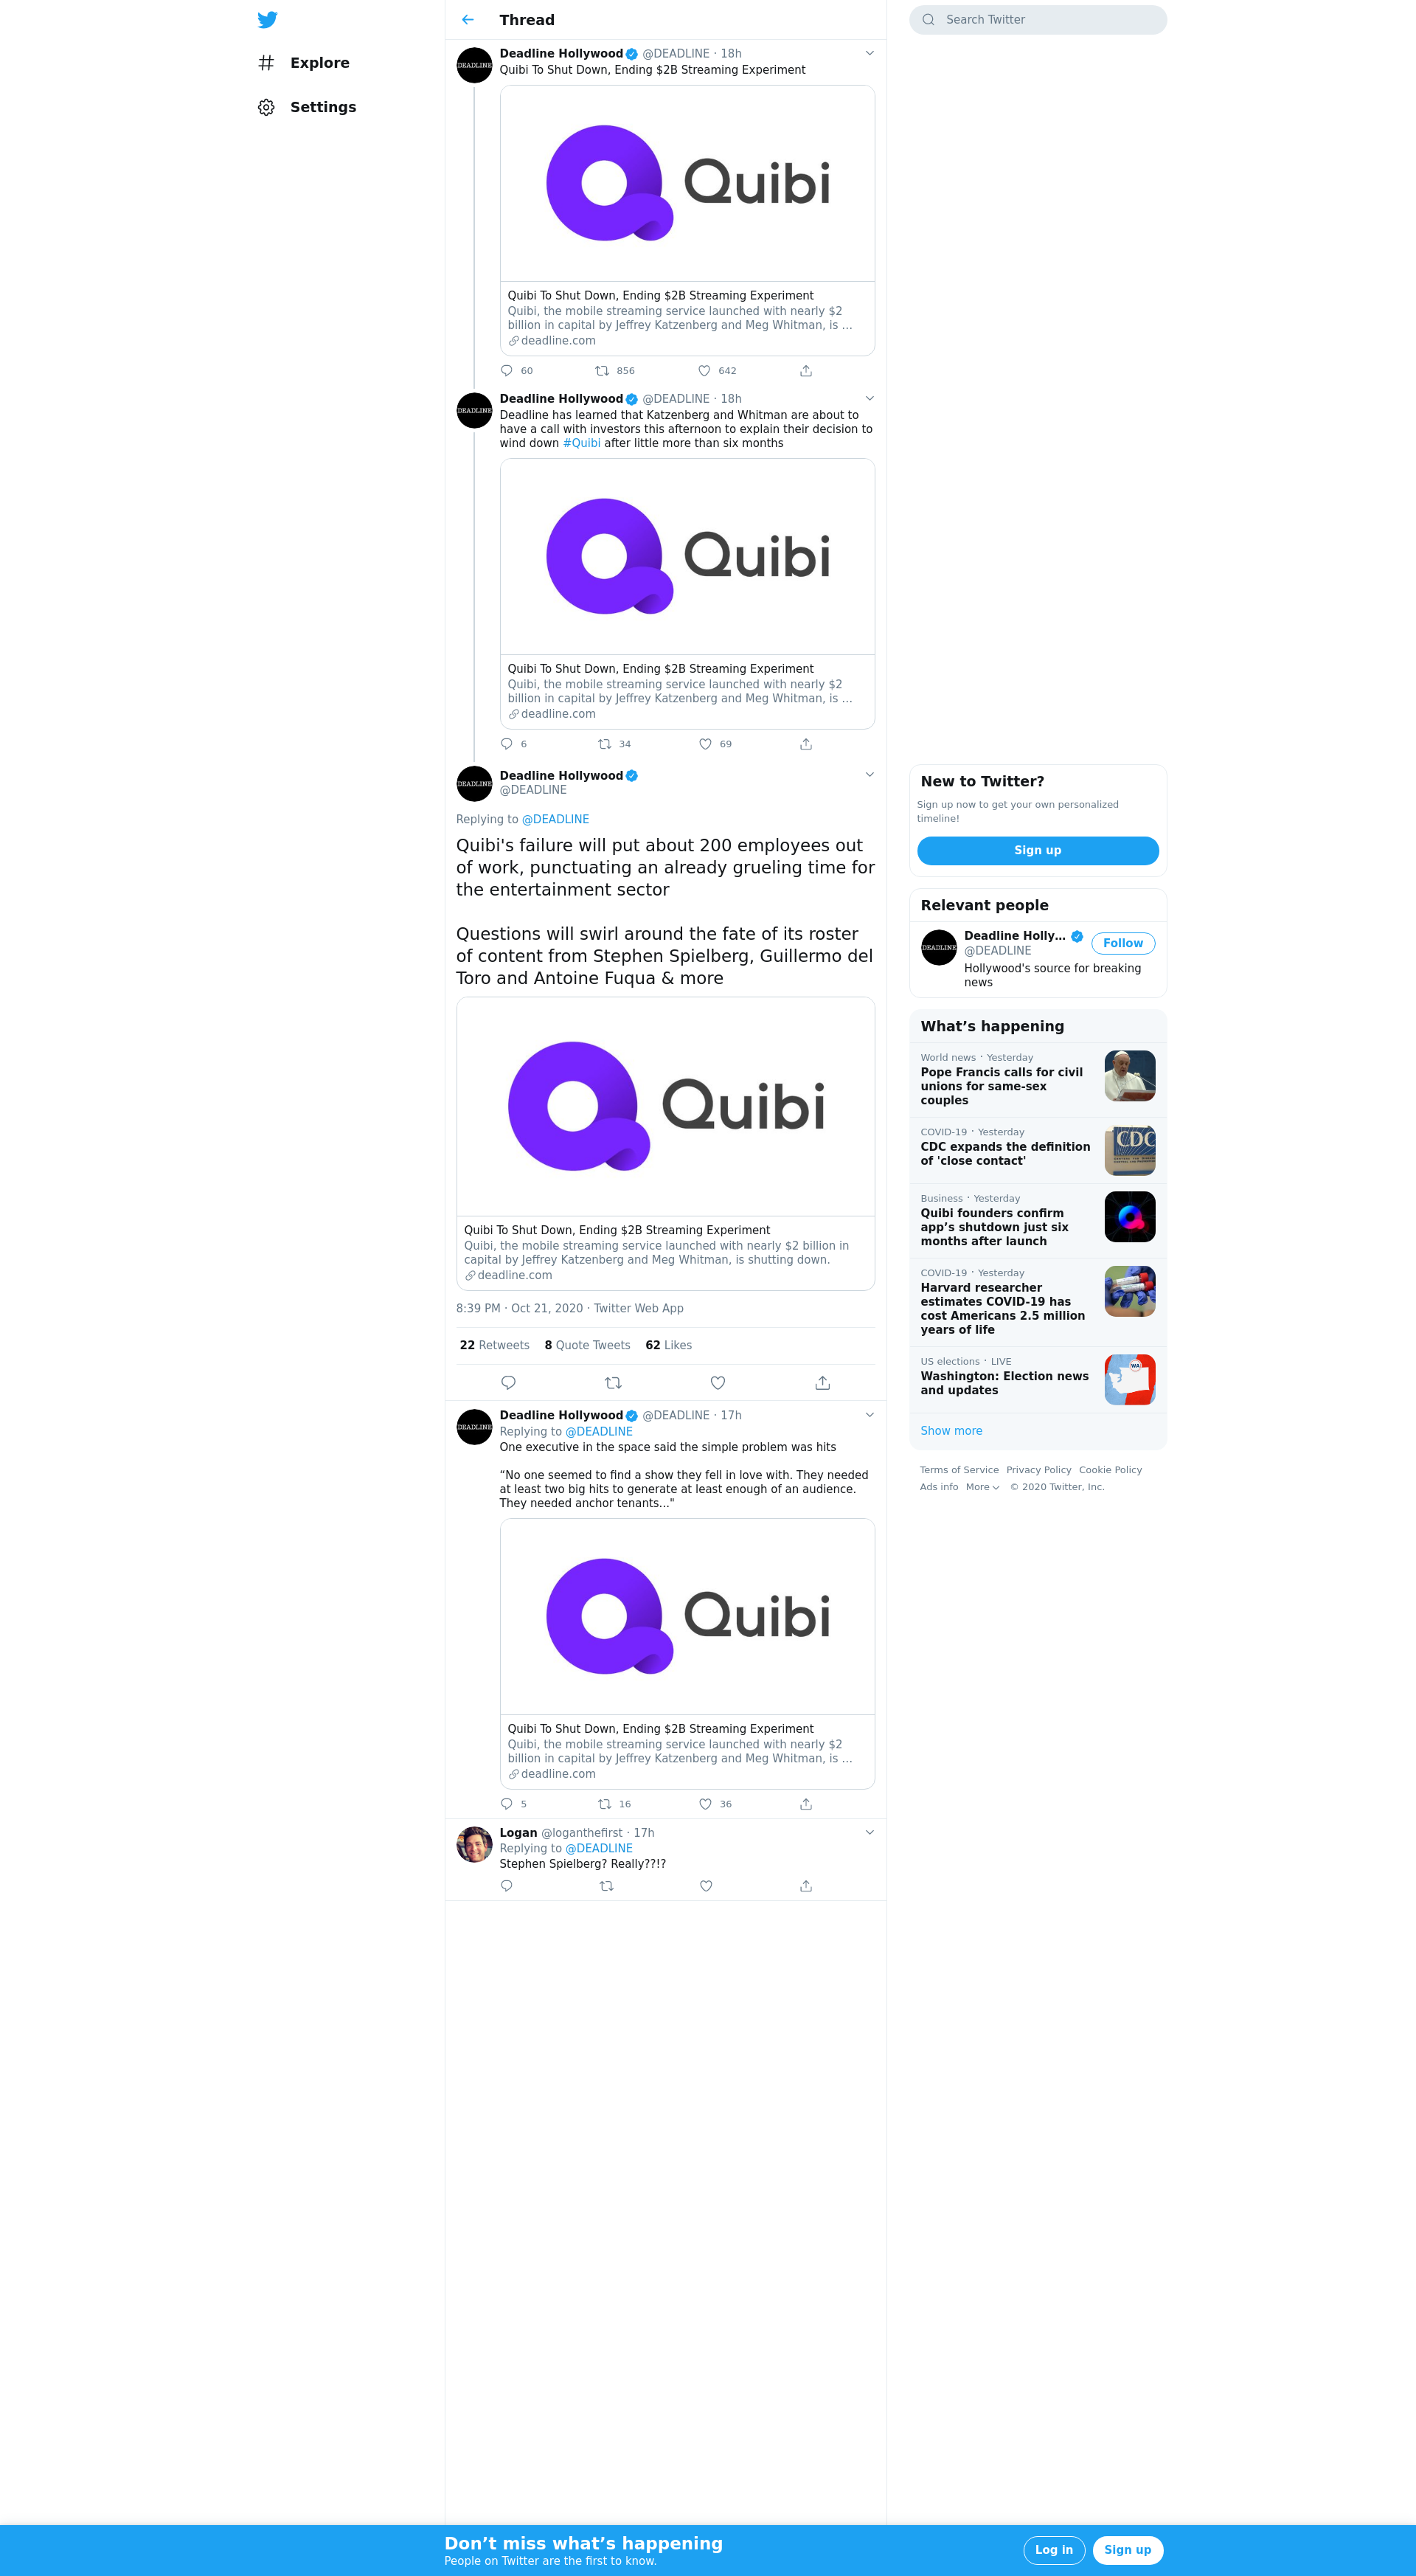 Explore
Settings
Thread
Deadline Hollywood @DEADLINE · 18h
Quibi To Shut Down, Ending $2B Streaming Experiment
DEADLINE
Quibi
Quibi To Shut Down, Ending $2B Streaming Experiment
Quibi, the mobile streaming service launched with nearly $2
billion in capital by Jeffrey Katzenberg and Meg Whitman, is …
deadline.com
60 856 642
Deadline Hollywood @DEADLINE · 18h
DEADLINE
Deadline has learned that Katzenberg and Whitman are about to
have a call with investors this afternoon to explain their decision to
wind down #Quibi after little more than six months
Quibi
Quibi To Shut Down, Ending $2B Streaming Experiment
Quibi, the mobile streaming service launched with nearly $2
billion in capital by Jeffrey Katzenberg and Meg Whitman, is …
deadline.com
6 34 69
Deadline Hollywood
DEADLINE
@DEADLINE
Replying to @DEADLINE
Quibi's failure will put about 200 employees out
of work, punctuating an already grueling time for
the entertainment sector
Questions will swirl around the fate of its roster
of content from Stephen Spielberg, Guillermo del
Toro and Antoine Fuqua & more
Quibi
Quibi To Shut Down, Ending $2B Streaming Experiment
Quibi, the mobile streaming service launched with nearly $2 billion in
capital by Jeffrey Katzenberg and Meg Whitman, is shutting down.
deadline.com
8:39 PM · Oct 21, 2020 · Twitter Web App
22 Retweets 8 Quote Tweets 62 Likes
Deadline Hollywood @DEADLINE · 17h
DEADLINE
Replying to @DEADLINE
One executive in the space said the simple problem was hits
“No one seemed to find a show they fell in love with. They needed
at least two big hits to generate at least enough of an audience.
They needed anchor tenants…"
Quibi
Quibi To Shut Down, Ending $2B Streaming Experiment
Quibi, the mobile streaming service launched with nearly $2
billion in capital by Jeffrey Katzenberg and Meg Whitman, is …
deadline.com
5 16 36
Logan @loganthefirst · 17h
Replying to @DEADLINE
Stephen Spielberg? Really??!?
Search Twitter
New to Twitter?
Sign up now to get your own personalized
timeline!
Sign up
Relevant people
Deadline Holly…
DEADLINE
@DEADLINE
Follow
Hollywood's source for breaking
news
What’s happening
World news · Yesterday
Pope Francis calls for civil
unions for same-sex
couples
COVID-19 · Yesterday
CDC expands the definition
of 'close contact'
CDC
Business · Yesterday
Quibi founders confirm
app’s shutdown just six
months after launch
COVID-19 · Yesterday
Harvard researcher
estimates COVID-19 has
cost Americans 2.5 million
years of life
US elections · LIVE
Washington: Election news
and updates
WA
Show more
Terms of Service Privacy Policy Cookie Policy
Ads info More © 2020 Twitter, Inc.
Don’t miss what’s happening
People on Twitter are the first to know.
Log in
Sign up